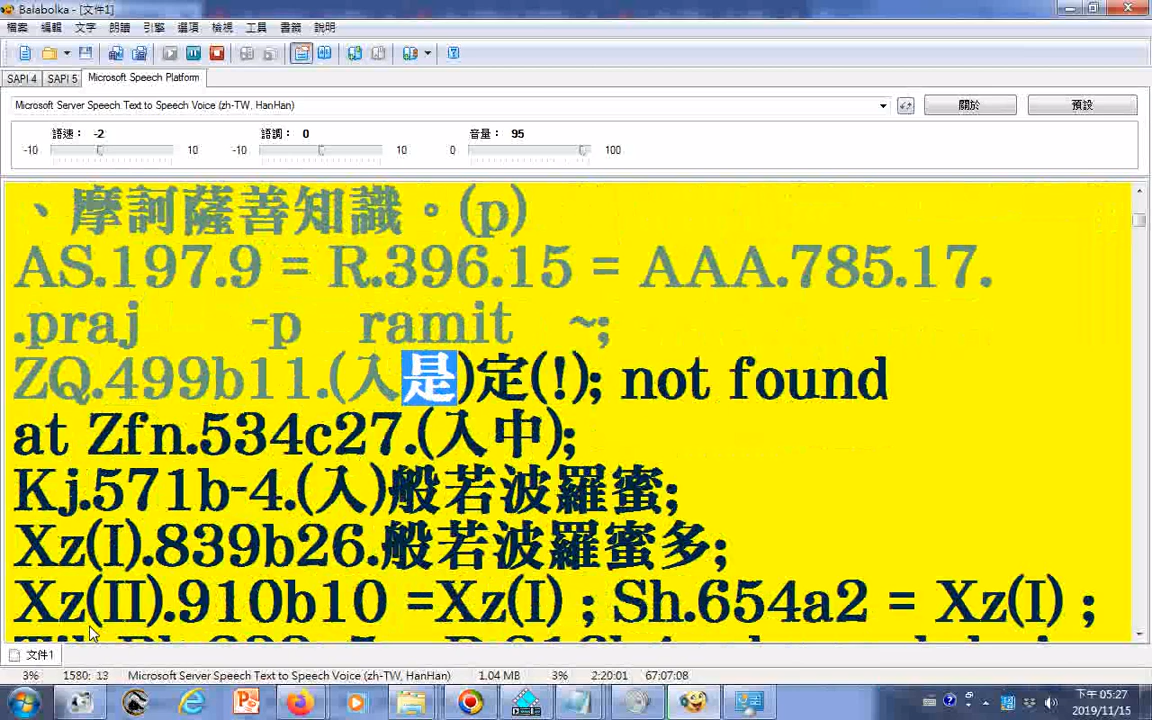 Balabolka - [文件1]
檔案 編輯 文字 朗讀 引擎 選項 檢視 工具 書籤 說明
SAPI 4 SAPI 5 Microsoft Speech Platform
Microsoft Server Speech Text to Speech Voice (zh-TW, HanHan) 關於 預設
語速： -2 語調： 0 音量： 95
-10 10 -10 10 0 100
、摩訶薩善知識。(p)
AS.197.9 = R.396.15 = AAA.785.17.
.praj -p ramit ~;
ZQ.499b11.(入是)定(!); not found
at Zfn.534c27.(入中);
Kj.571b-4.(入)般若波羅蜜;
Xz(I).839b26.般若波羅蜜多;
Xz(II).910b10 =Xz(I) ; Sh.654a2 = Xz(I) ;
文件1
3% 1580: 13 Microsoft Server Speech Text to Speech Voice (zh-TW, HanHan) 1.04 MB 3% 2:20:01 67:07:08
下午 05:27
2019/11/15